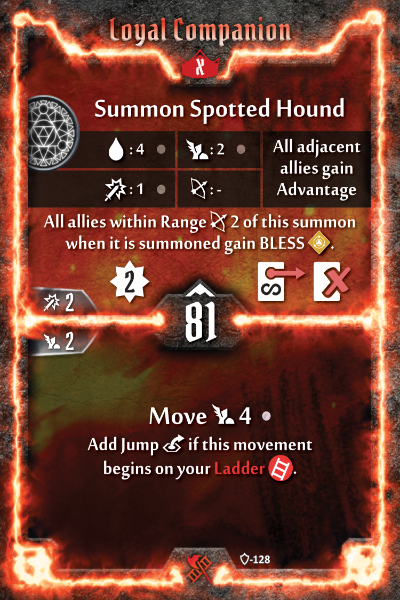 Loyal Companion
X
Summon Spotted Hound
: 4 : 2
: 1 : -
All adjacent
allies gain
Advantage
All allies within Range 2 of this summon
when it is summoned gain BLESS .
2
2
81
2
Move 4
Add Jump if this movement
begins on your Ladder .
-128